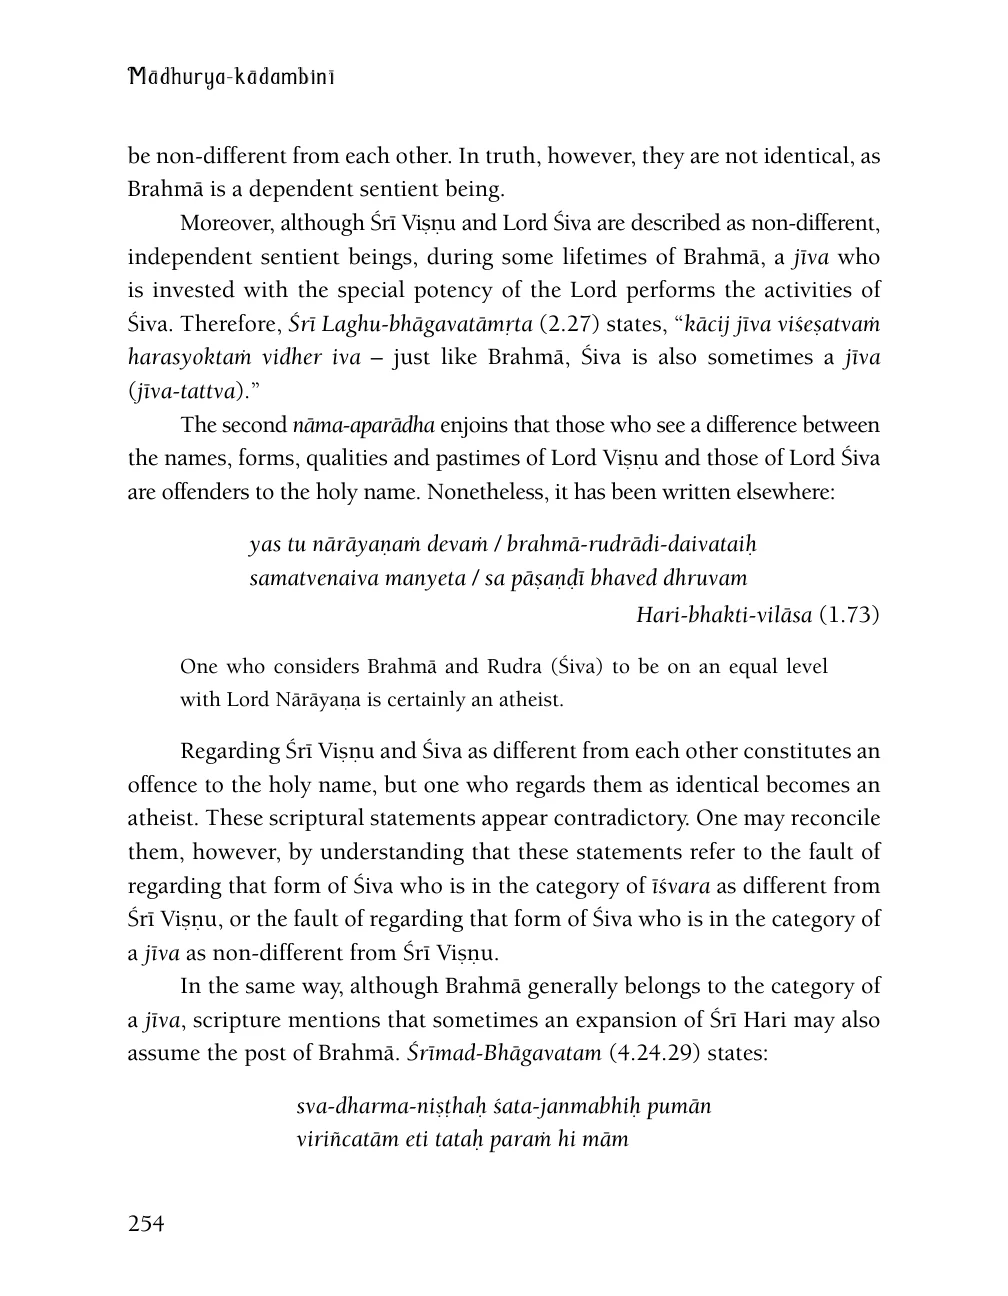 Mādhurya-kādambinī
be non-different from each other. In truth, however, they are not identical, as
Brahmā is a dependent sentient being.
Moreover, although Śrī Viṣṇu and Lord Śiva are described as non-different,
independent sentient beings, during some lifetimes of Brahmā, a jīva who
is invested with the special potency of the Lord performs the activities of
Śiva. Therefore, Śrī Laghu-bhāgavatāmṛta (2.27) states, “kācij jīva viśeṣatvaṁ
harasyoktaṁ vidher iva – just like Brahmā, Śiva is also sometimes a jīva
(jīva-tattva).”
The second nāma-aparādha enjoins that those who see a difference between
the names, forms, qualities and pastimes of Lord Viṣṇu and those of Lord Śiva
are offenders to the holy name. Nonetheless, it has been written elsewhere:
yas tu nārāyaṇaṁ devaṁ / brahmā-rudrādi-daivataiḥ
samatvenaiva manyeta / sa pāṣaṇḍī bhaved dhruvam
Hari-bhakti-vilāsa (1.73)
One who considers Brahmā and Rudra (Śiva) to be on an equal level
with Lord Nārāyaṇa is certainly an atheist.
Regarding Śrī Viṣṇu and Śiva as different from each other constitutes an
offence to the holy name, but one who regards them as identical becomes an
atheist. These scriptural statements appear contradictory. One may reconcile
them, however, by understanding that these statements refer to the fault of
regarding that form of Śiva who is in the category of īśvara as different from
Śrī Viṣṇu, or the fault of regarding that form of Śiva who is in the category of
a jīva as non-different from Śrī Viṣṇu.
In the same way, although Brahmā generally belongs to the category of
a jīva, scripture mentions that sometimes an expansion of Śrī Hari may also
assume the post of Brahmā. Śrīmad-Bhāgavatam (4.24.29) states:
sva-dharma-niṣṭhaḥ śata-janmabhiḥ pumān
viriñcatām eti tataḥ paraṁ hi mām
254